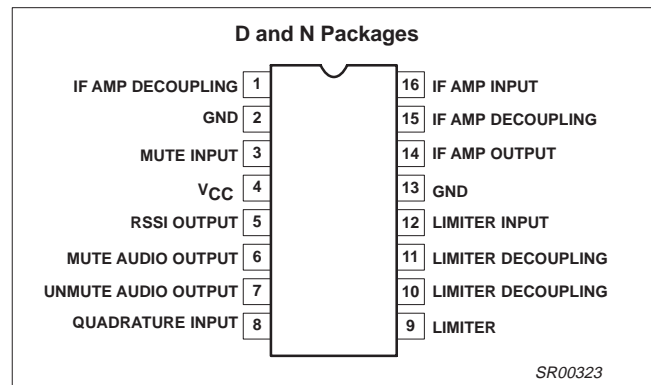 D and N Packages
IF AMP DECOUPLING 1
GND 2
MUTE INPUT 3
VCC 4
RSSI OUTPUT 5
MUTE AUDIO OUTPUT 6
UNMUTE AUDIO OUTPUT 7
QUADRATURE INPUT 8
16 IF AMP INPUT
15 IF AMP DECOUPLING
14 IF AMP OUTPUT
13 GND
12 LIMITER INPUT
11 LIMITER DECOUPLING
10 LIMITER DECOUPLING
9 LIMITER
SR00323